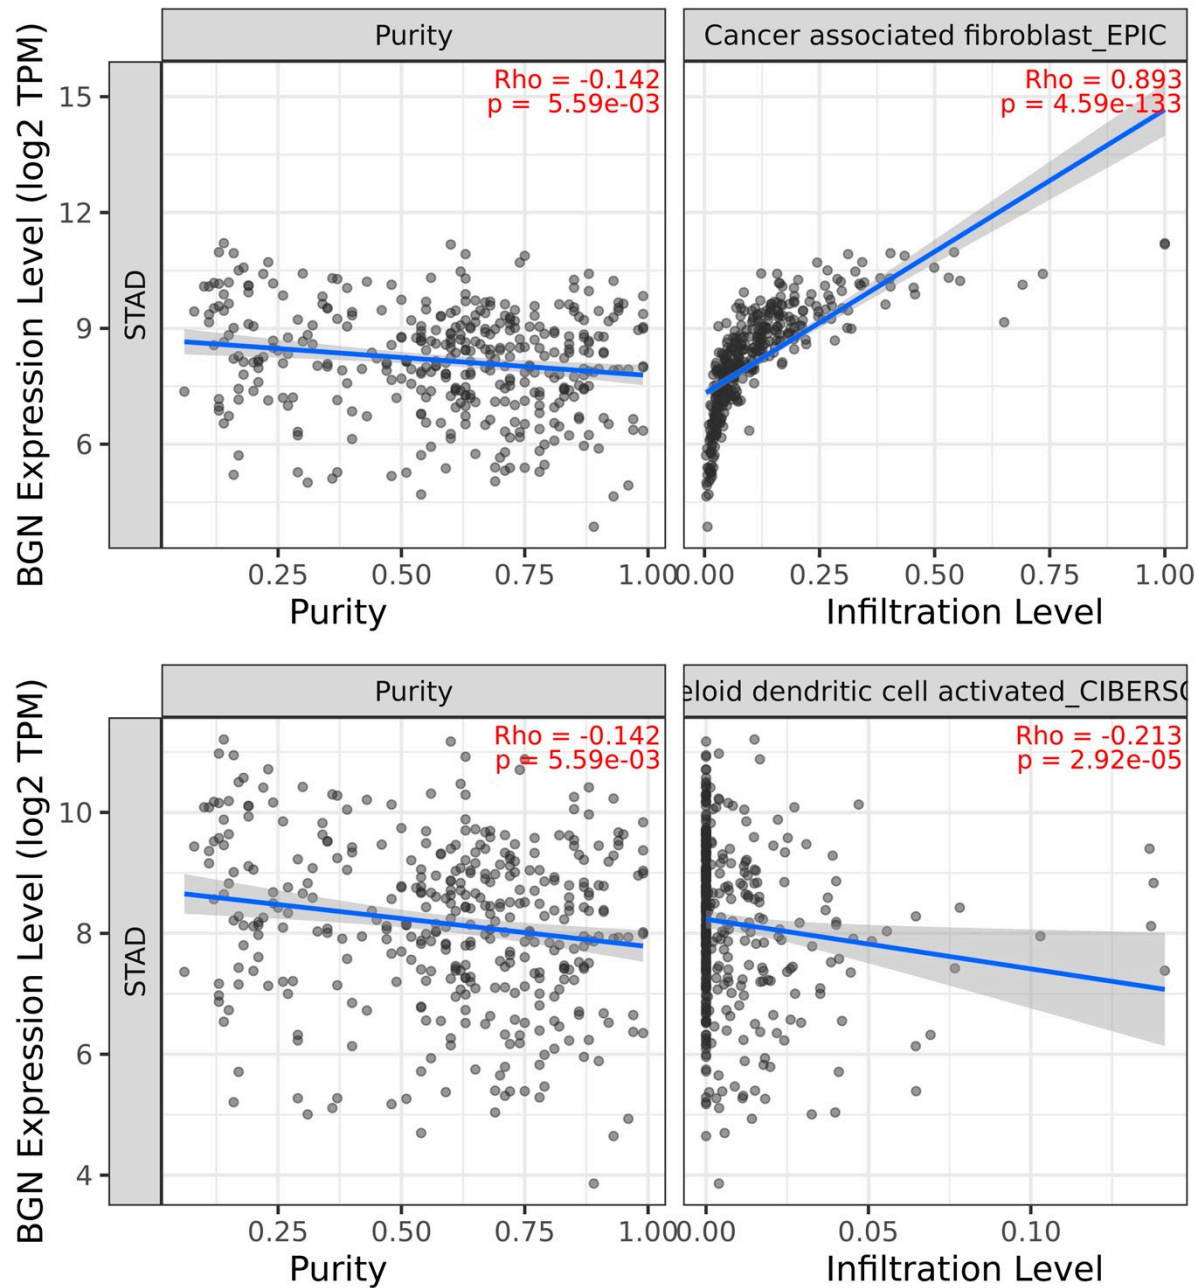 BGN Expression Level (log2 TPM)
STAD
Purity
Rho = -0.142
p = 5.59e-03
15
12
9
6
0.25
0.50
0.75
1.00
Purity
Cancer associated fibroblast_EPIC
Rho = 0.893
p = 4.59e-133
0.00
0.25
0.50
0.75
1.00
Infiltration Level
BGN Expression Level (log2 TPM)
STAD
Purity
Rho = -0.142
p = 5.59e-03
10
8
6
4
0.25
0.50
0.75
1.00
Purity
eloid dendritic cell activated_CIBERSO
Rho = -0.213
p = 2.92e-05
0.00
0.05
0.10
Infiltration Level